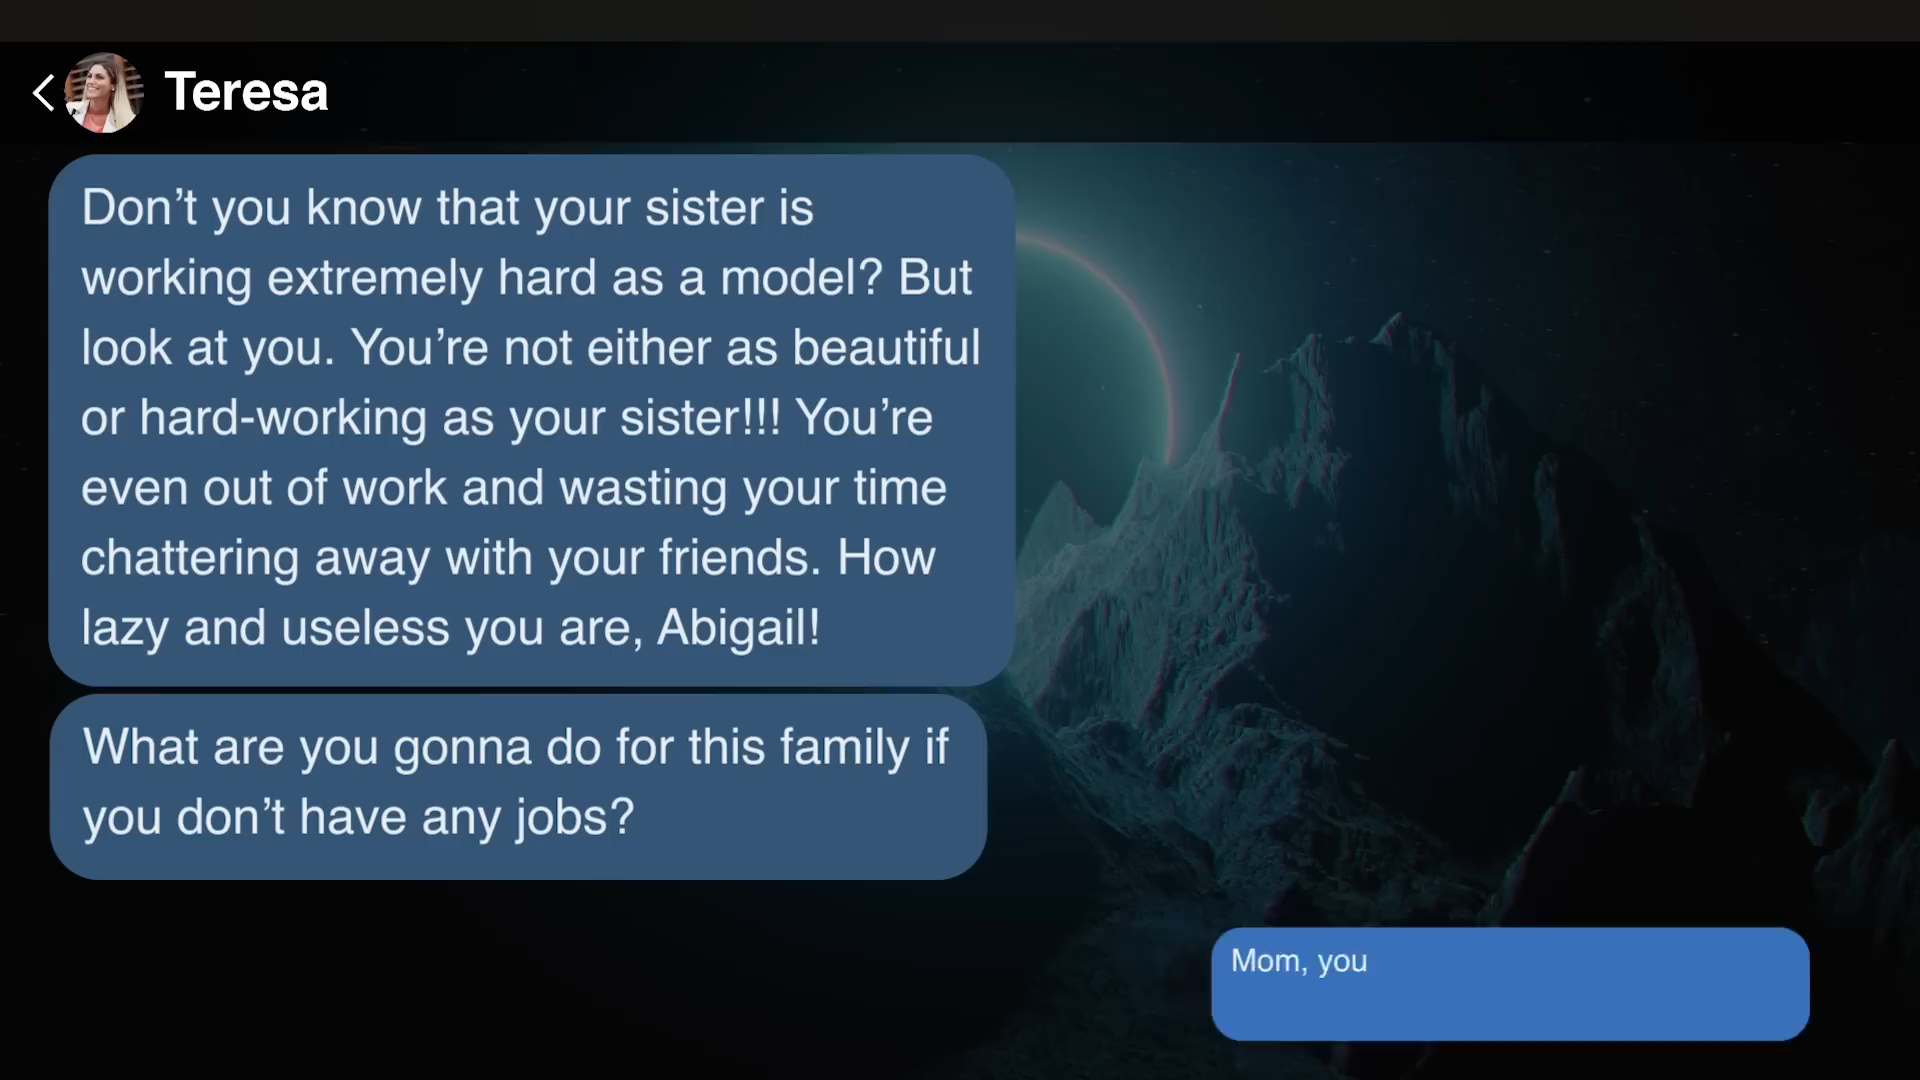 Teresa
Don’t you know that your sister is
working extremely hard as a model? But
look at you. You’re not either as beautiful
or hard-working as your sister!!! You’re
even out of work and wasting your time
chattering away with your friends. How
lazy and useless you are, Abigail!
What are you gonna do for this family if
you don’t have any jobs?
Mom, you